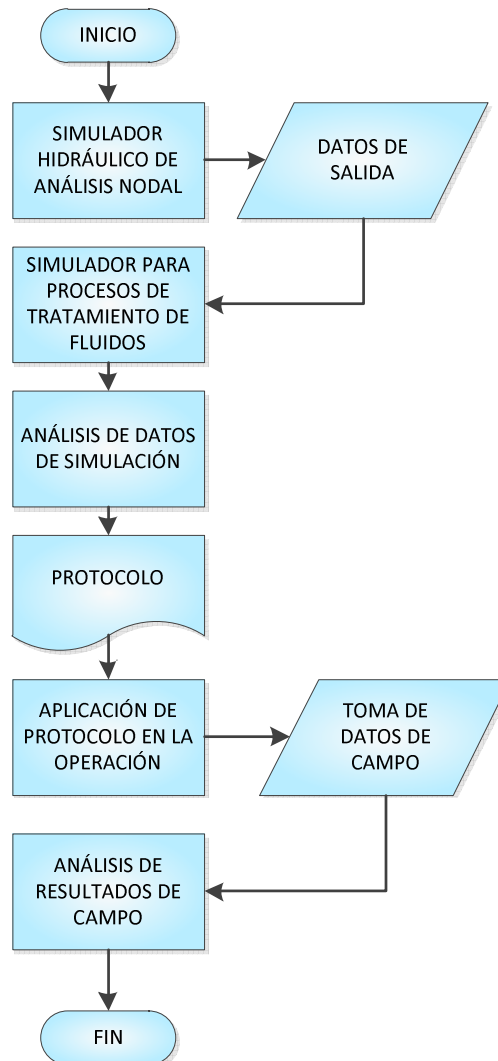 INICIO
SIMULADOR
HIDRÁULICO DE
ANÁLISIS NODAL
DATOS DE
SALIDA
SIMULADOR PARA
PROCESOS DE
TRATAMIENTO DE
FLUIDOS
ANÁLISIS DE DATOS
DE SIMULACIÓN
PROTOCOLO
APLICACIÓN DE
PROTOCOLO EN LA
OPERACIÓN
TOMA DE
DATOS DE
CAMPO
ANÁLISIS DE
RESULTADOS DE
CAMPO
FIN